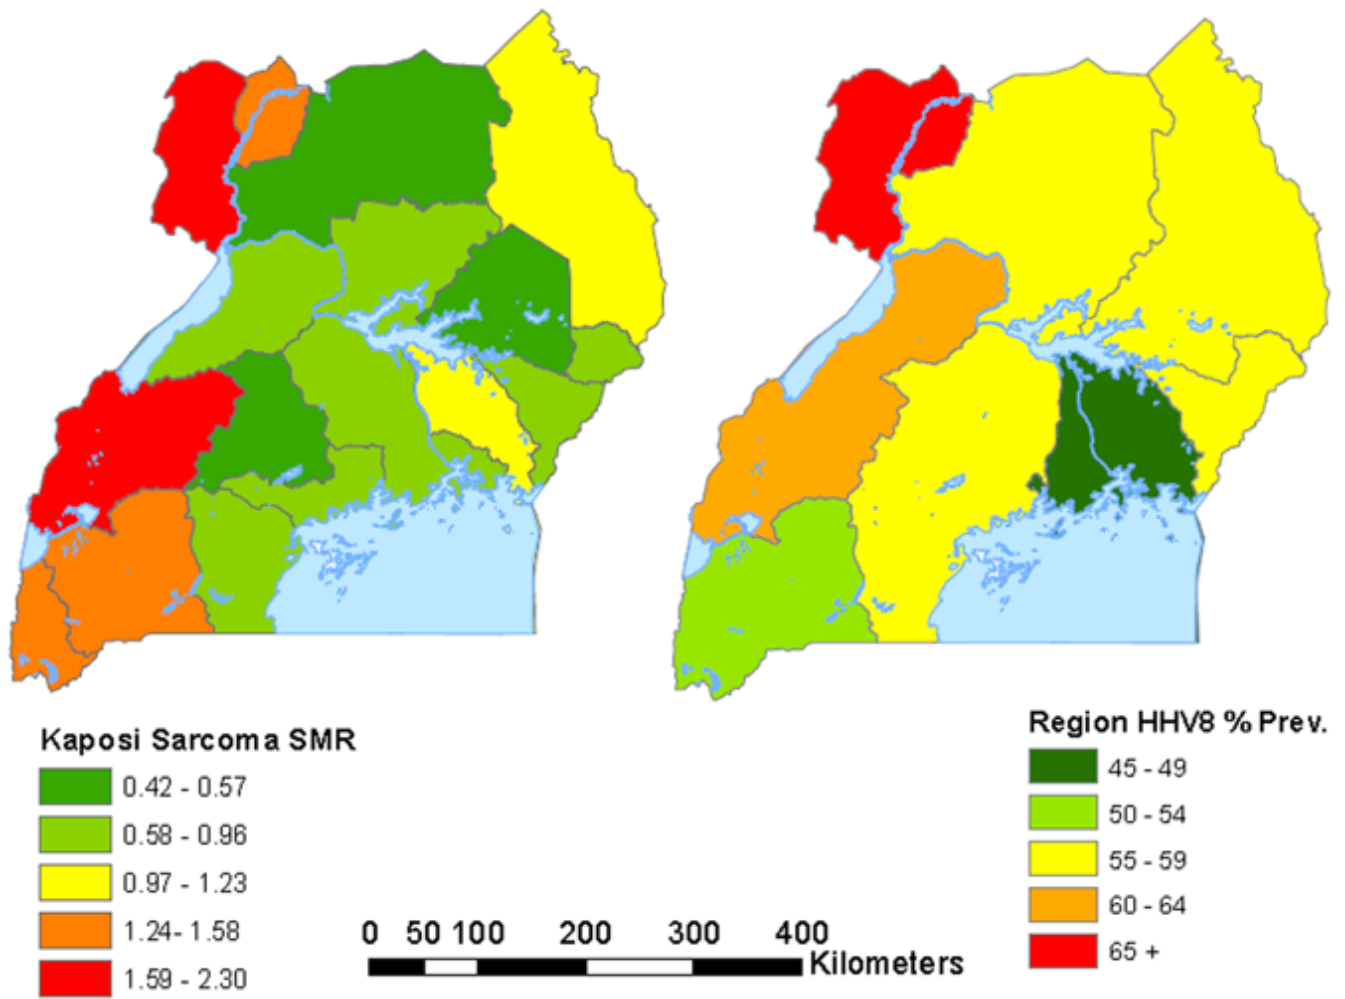 Kaposi Sarcoma SMR
0.42 - 0.57
0.58 - 0.96
0.97 - 1.23
1.24- 1.58
1.59 - 2.30
0 50 100 200 300 400
Kilometers
Region HHV8 % Prev.
45 - 49
50 - 54
55 - 59
60 - 64
65 +